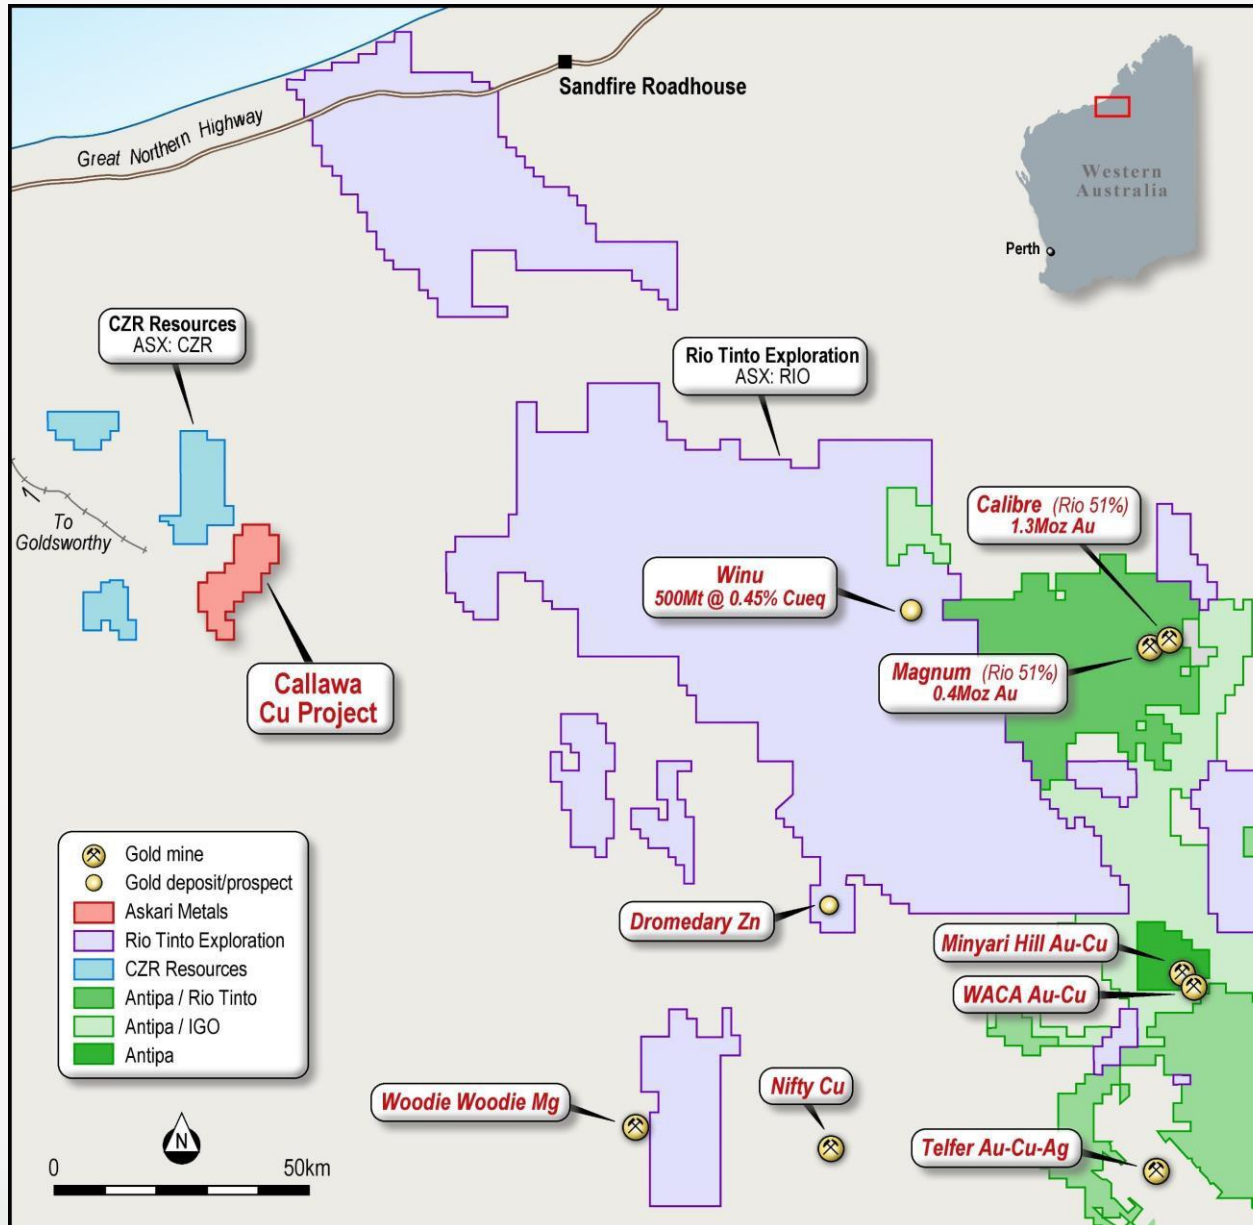 Sandfire Roadhouse
Great Northern Highway
Western
Australia
Perth
CZR Resources
ASX: CZR
Rio Tinto Exploration
ASX: RIO
To
Goldsworthy
Calibre (Rio 51%)
1.3Moz Au
Winu
500Mt @ 0.45% Cueq
Magnum (Rio 51%)
0.4Moz Au
Callawa
Cu Project
Gold mine
Gold deposit/prospect
Askari Metals
Rio Tinto Exploration
CZR Resources
Antipa / Rio Tinto
Antipa / IGO
Antipa
Dromedary Zn
Minyari Hill Au-Cu
WACA Au-Cu
Woodie Woodie Mg
Nifty Cu
Telfer Au-Cu-Ag
N
0 50km